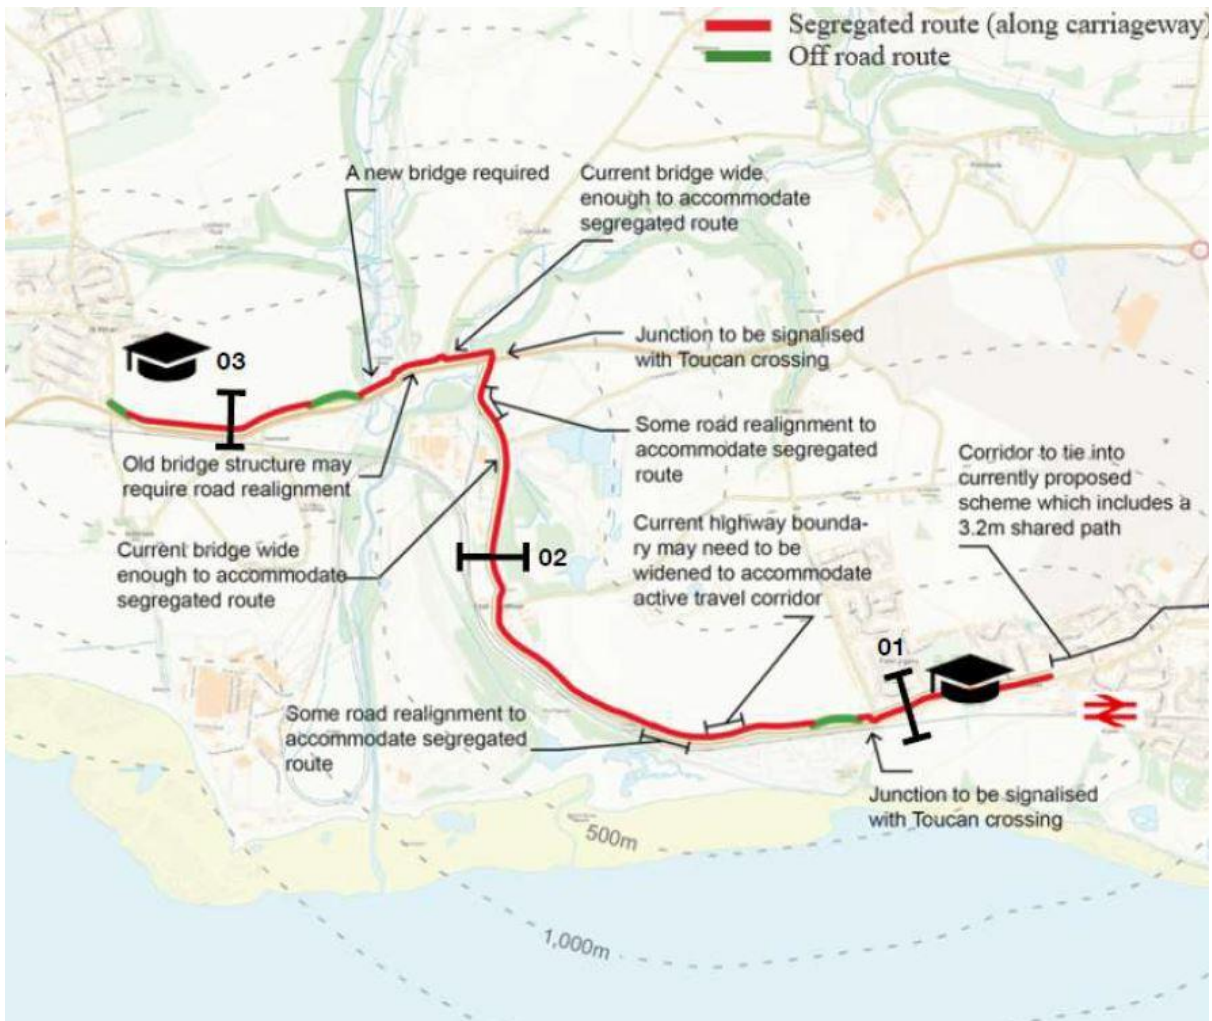 Segregated route (along carriageway)
Off road route
A new bridge required
Current bridge wide
enough to accommodate
segregated route
Junction to be signalised
with Toucan crossing
03
Some road realignment to
accommodate segregated
route
Corridor to tie into
currently proposed
scheme which includes a
3.2m shared path
Old bridge structure may
require road realignment
Current highway bounda-
ry may need to be
widened to accommodate
active travel corridor
Current bridge wide
enough to accommodate
segregated route
02
01
Some road realignment to
accommodate segregated
route
Junction to be signalised
with Toucan crossing
500m
1,000m